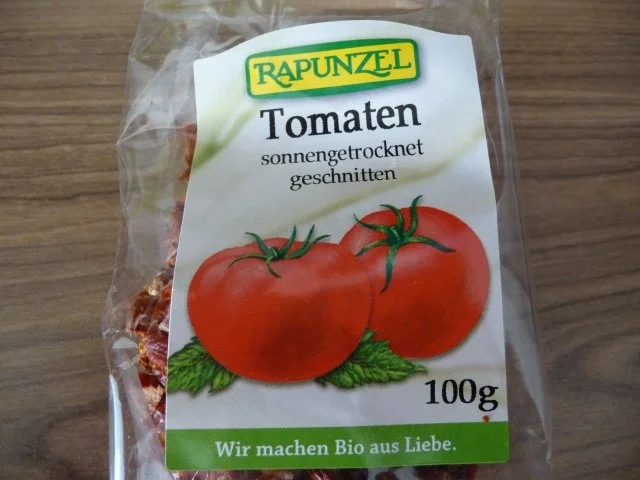 RAPUNZEL
Tomaten
sonnengetrocknet
geschnitten
100g
Wir machen Bio aus Liebe.